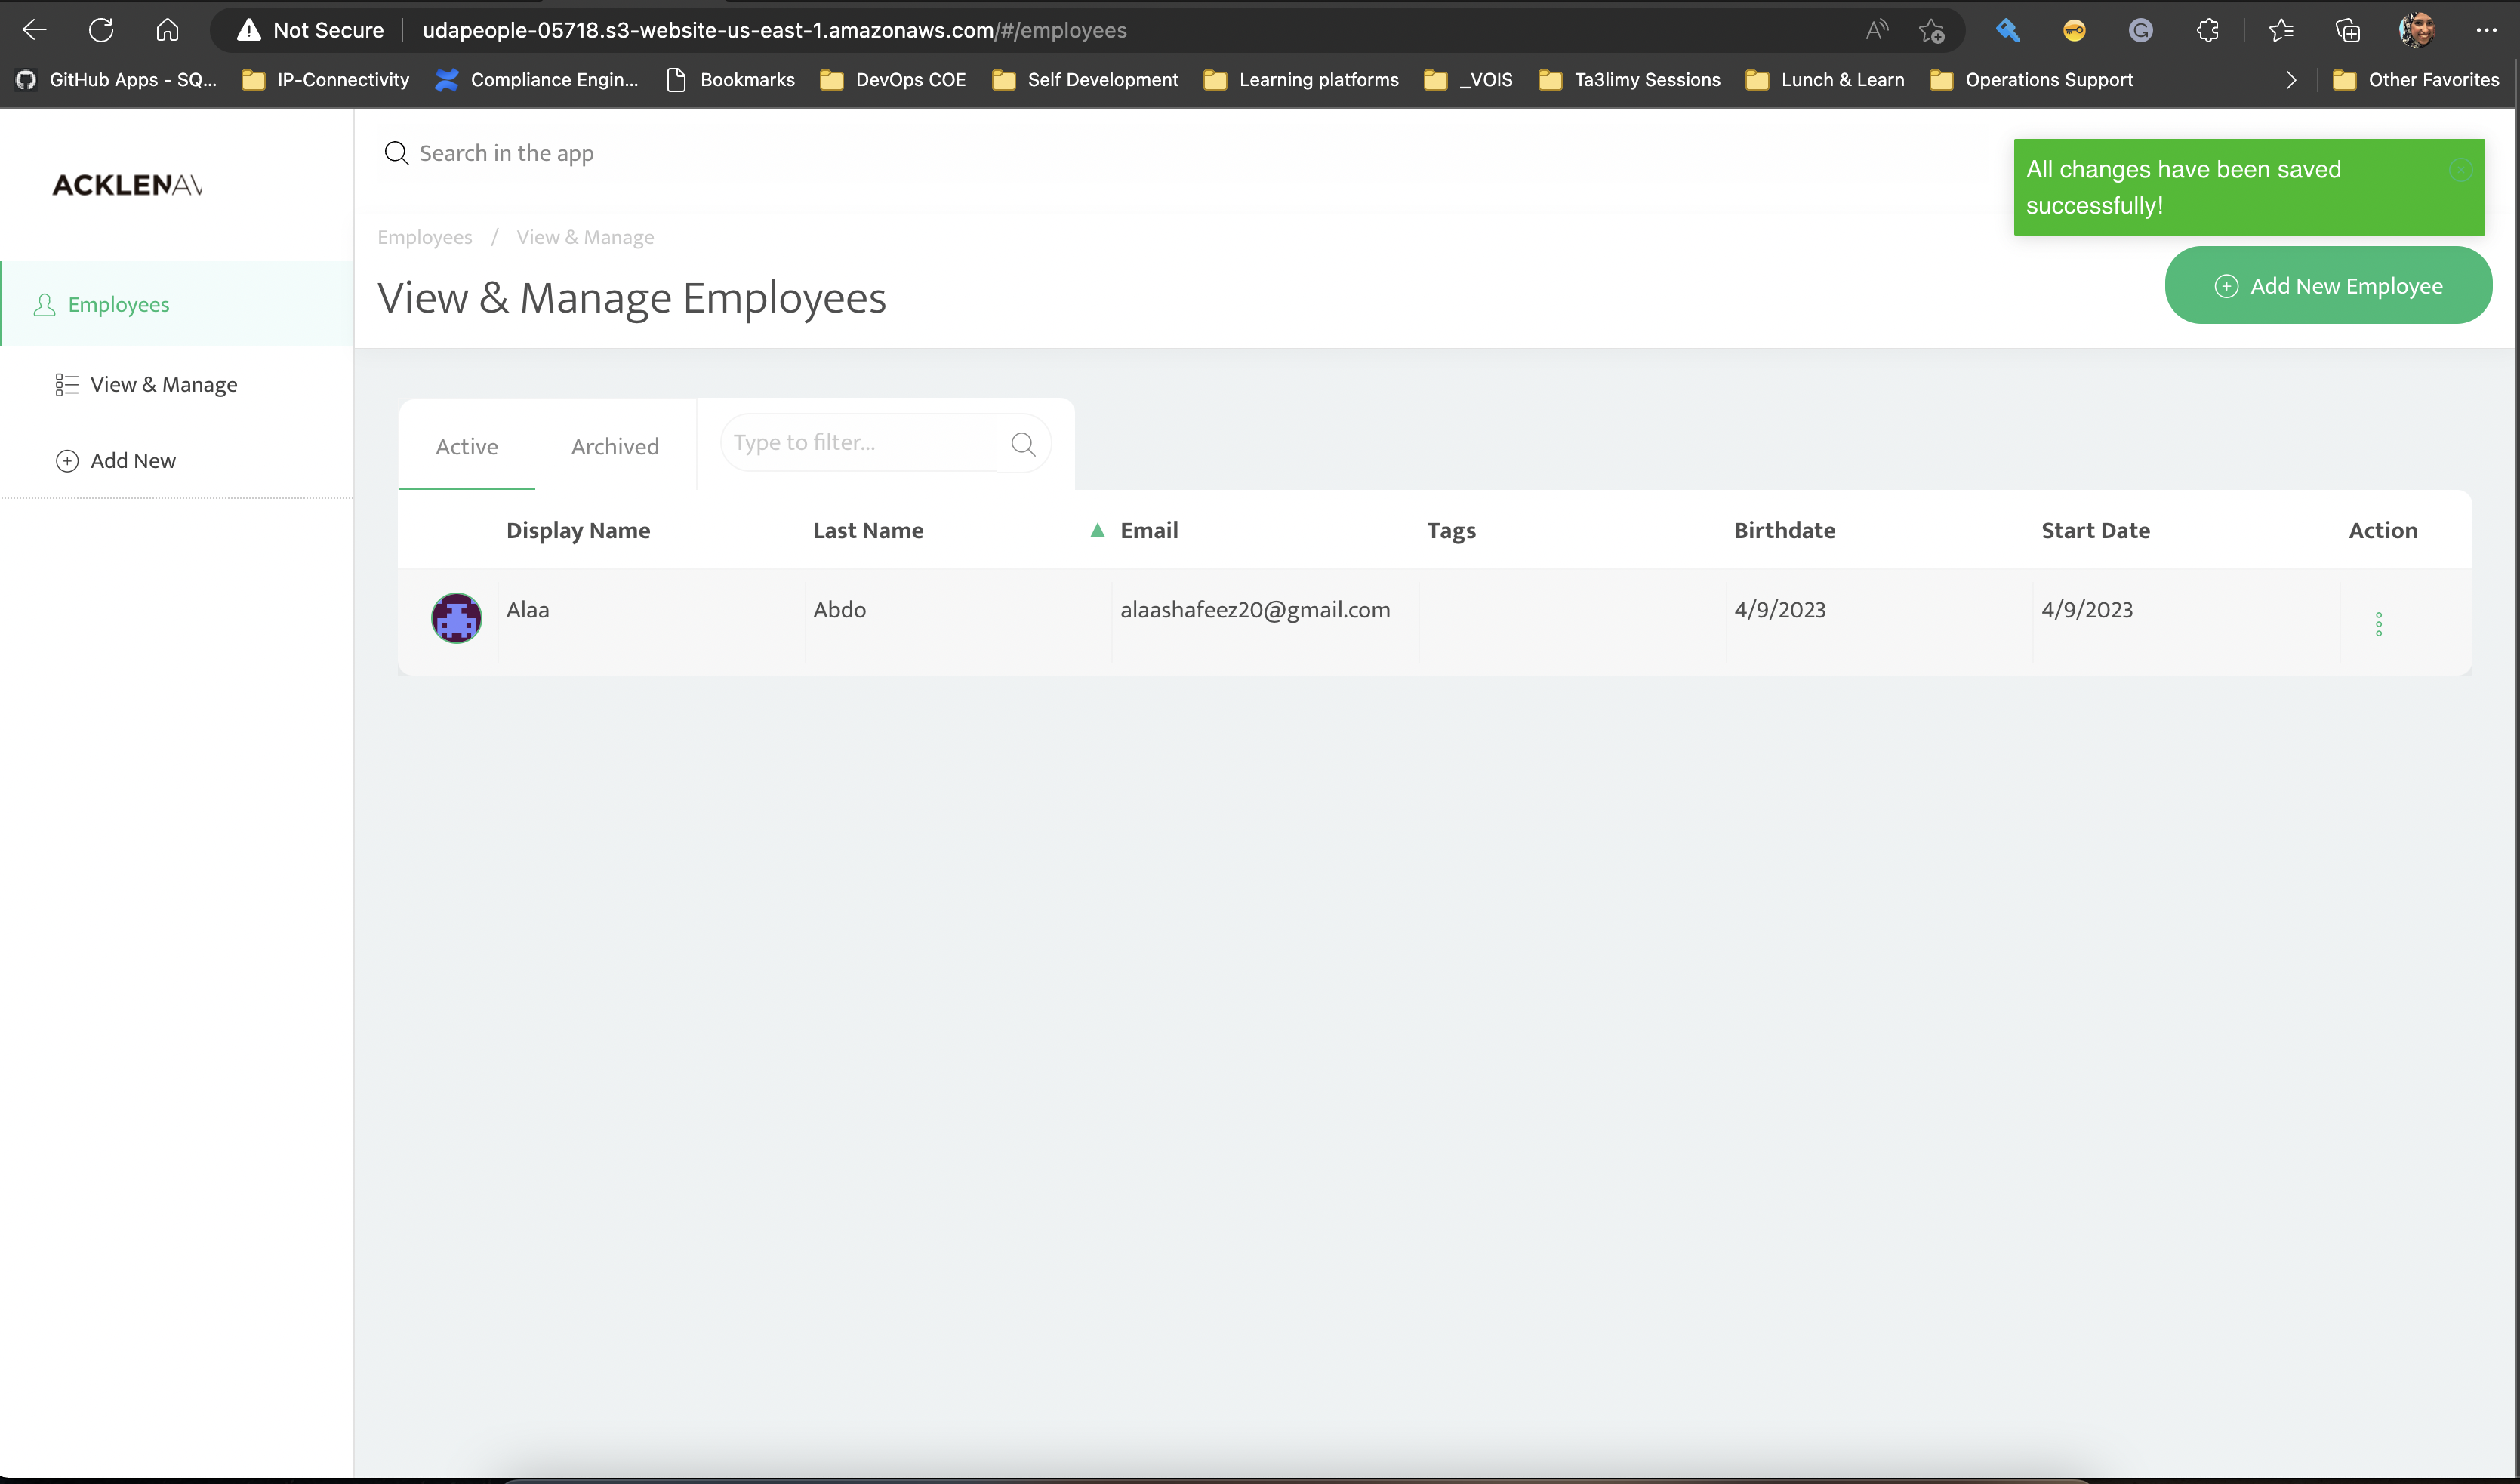 Not Secure
udapeople-05718.s3-website-us-east-1.amazonaws.com/#/employees
GitHub Apps - SQ...
IP-Connectivity
Compliance Engin...
Bookmarks
DevOps COE
Self Development
Learning platforms
_VOIS
Ta3limy Sessions
Lunch & Learn
Operations Support
Other Favorites
ACKLENAV
Search in the app
All changes have been saved
successfully!
Employees / View & Manage
View & Manage Employees
Add New Employee
Employees
View & Manage
Add New
Active
Archived
Type to filter...
Display Name
Last Name
Email
Tags
Birthdate
Start Date
Action
Alaa
Abdo
alaashafeez20@gmail.com
4/9/2023
4/9/2023